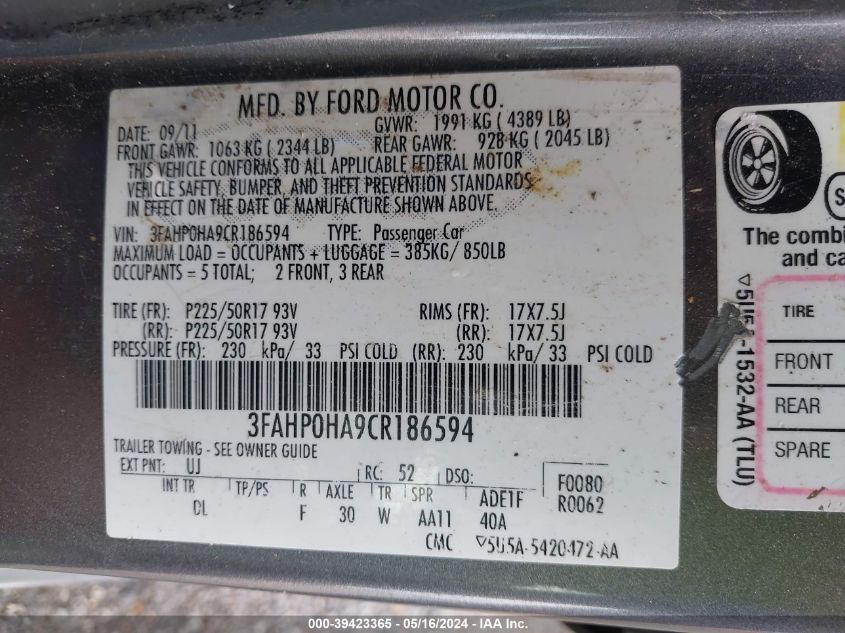 MFD. BY FORD MOTOR CO.
DATE: 09/11 GVWR: 1991 KG ( 4389 LB)
FRONT GAWR: 1063 KG ( 2344 LB) REAR GAWR: 928 KG ( 2045 LB)
THIS VEHICLE CONFORMS TO ALL APPLICABLE FEDERAL MOTOR
VEHICLE SAFETY, BUMPER, AND THEFT PREVENTION STANDARDS
IN EFFECT ON THE DATE OF MANUFACTURE SHOWN ABOVE.
VIN: 3FAHP0HA9CR186594 TYPE: Passenger Car
MAXIMUM LOAD = OCCUPANTS + LUGGAGE = 385KG/ 850LB
OCCUPANTS = 5 TOTAL; 2 FRONT, 3 REAR
TIRE (FR): P225/50R17 93V RIMS (FR): 17X7.5J
(RR): P225/50R17 93V (RR): 17X7.5J
PRESSURE (FR): 230 kPa/ 33 PSI COLD (RR): 230 kPa/ 33 PSI COLD
3FAHP0HA9CR186594
TRAILER TOWING - SEE OWNER GUIDE
EXT PNT: UJ RC: 52 DSO: F0080
R0062
INT TR TP/PS R AXLE TR SPR ADE1F
DL F 30 W AA11 40A
CMC ▽5U5A-5420472-AA
The combi
and ca
TIRE
FRONT
REAR
SPARE
-1532-AA (TLU)
000-39423365 - 05/16/2024 - IAA Inc.